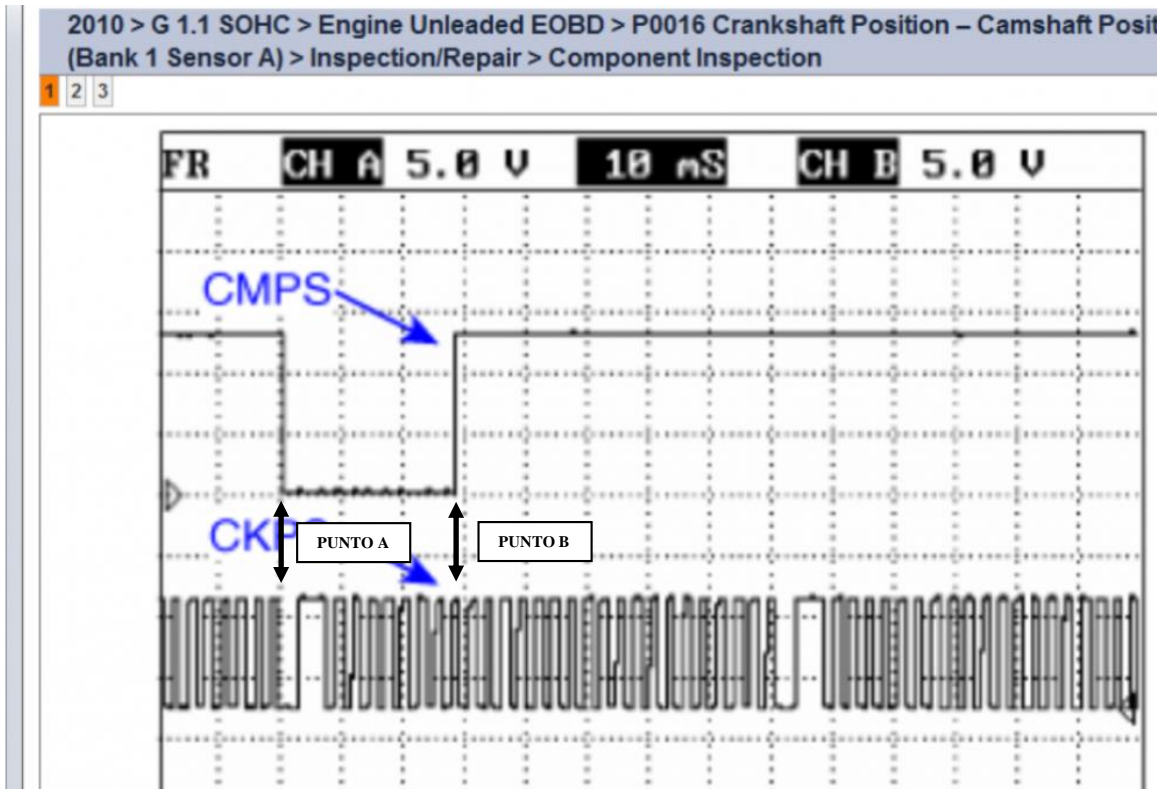 2010 > G 1.1 SOHC > Engine Unleaded EOBD > P0016 Crankshaft Position – Camshaft Posit
(Bank 1 Sensor A) > Inspection/Repair > Component Inspection
1 2 3
FR CH A 5.0 V 10 mS CH B 5.0 V
CMPS
CKP
PUNTO A
PUNTO B